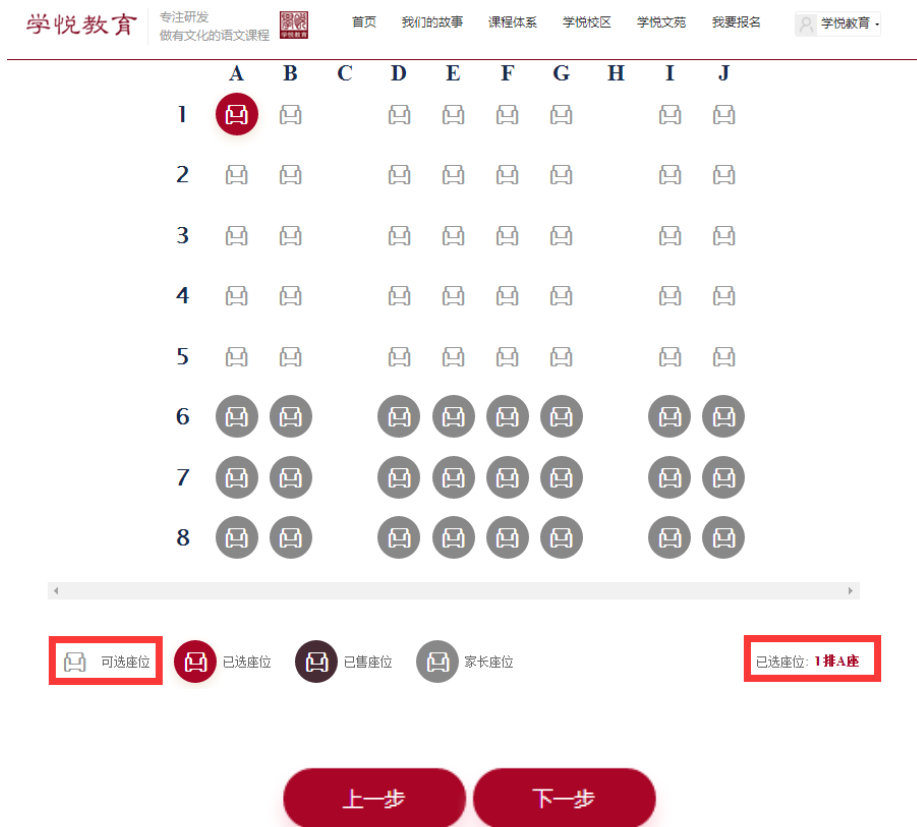 学悦教育
专注研发
做有文化的语文课程
学悦教育
首页 我们的故事 课程体系 学悦校区 学悦文苑 我要报名 学悦教育
A B C D E F G H I J
1
2
3
4
5
6
7
8
可选座位 已选座位 已售座位 家长座位 已选座位: 1排A座
上一步 下一步